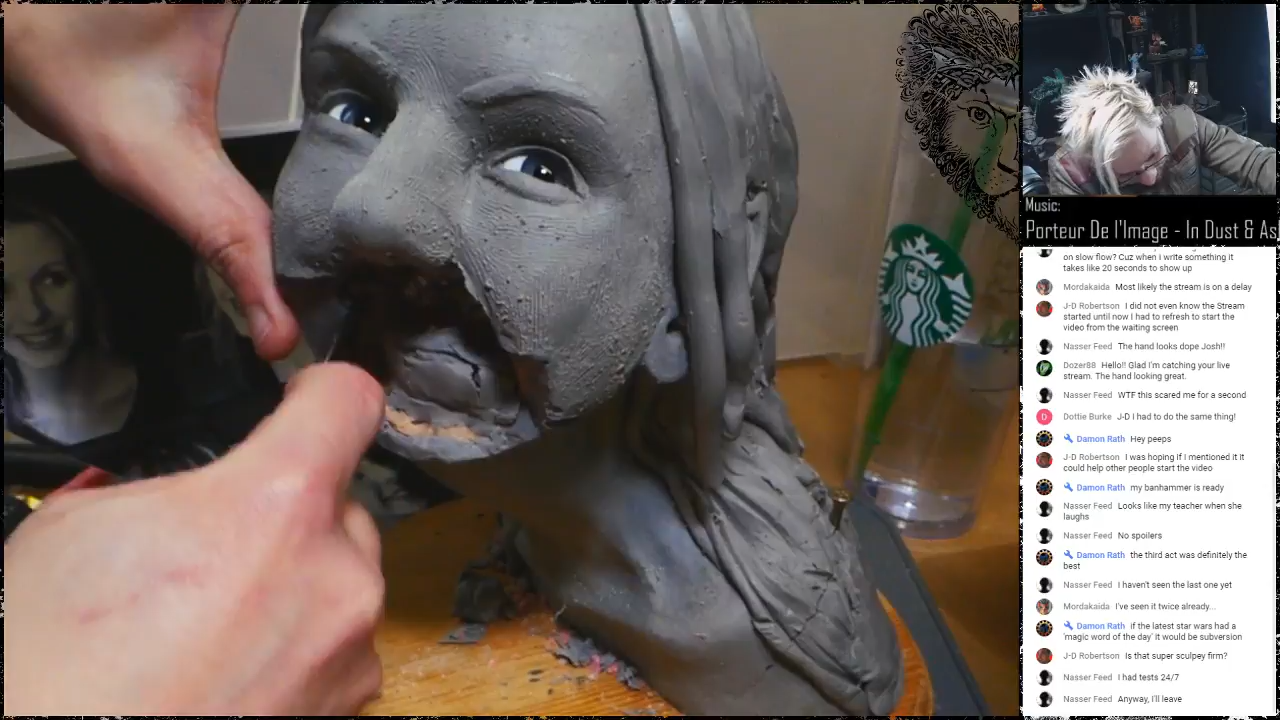 Music:
Porteur De l'Image - In Dust & As
on slow flow? Cuz when i write something it
takes like 20 seconds to show up
Mordakaida Most likely the stream is on a delay
J-D Robertson I did not even know the Stream
started until now I had to refresh to start the
video from the waiting screen
Nasser Feed The hand looks dope Josh!!
Dozer88 Hello!! Glad I'm catching your live
stream. The hand looking great.
Nasser Feed WTF this scared me for a second
D
Dottie Burke J-D I had to do the same thing!
Damon Rath Hey peeps
J-D Robertson I was hoping If I mentioned it it
could help other people start the video
Damon Rath my banhammer is ready
Nasser Feed Looks like my teacher when she
laughs
Nasser Feed No spoilers
Damon Rath the third act was definitely the
best
Nasser Feed I haven't seen the last one yet
Mordakaida I've seen it twice already...
Damon Rath if the latest star wars had a
'magic word of the day' it would be subversion
J-D Robertson Is that super sculpey firm?
Nasser Feed I had tests 24/7
Nasser Feed Anyway, I'll leave